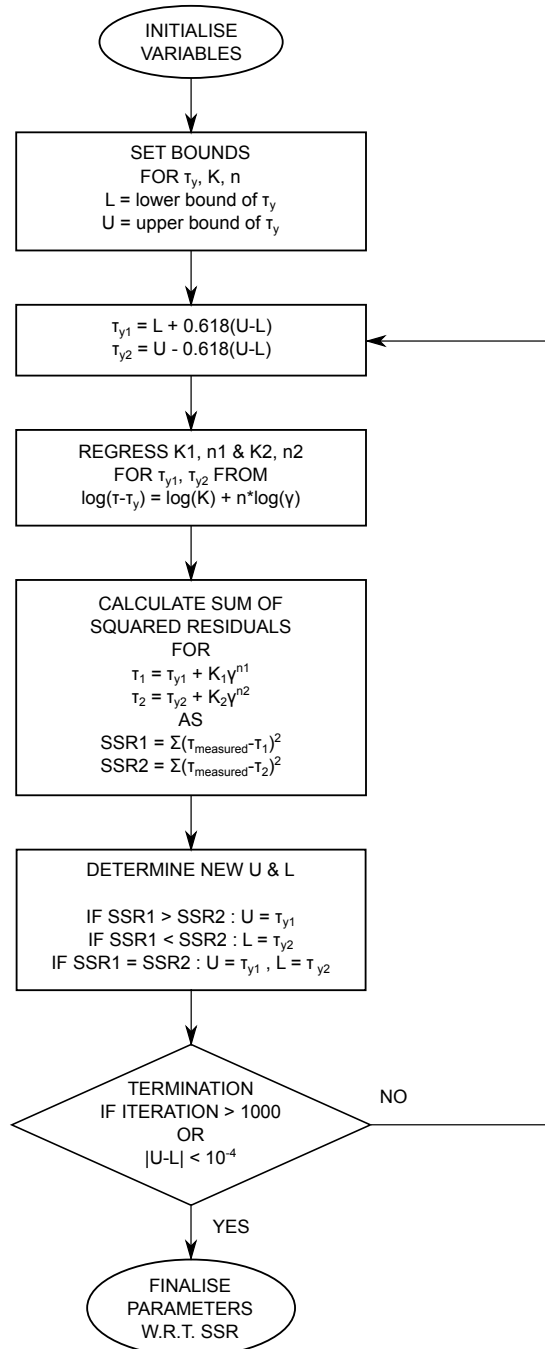 INITIALISE
VARIABLES
SET BOUNDS
FOR τy, K, n
L = lower bound of τy
U = upper bound of τy
τy1 = L + 0.618(U-L)
τy2 = U - 0.618(U-L)
REGRESS K1, n1 & K2, n2
FOR τy1, τy2 FROM
log(τ-τy) = log(K) + n*log(γ)
CALCULATE SUM OF
SQUARED RESIDUALS
FOR
τ1 = τy1 + K1γn1
τ2 = τy2 + K2γn2
AS
SSR1 = Σ(τmeasured-τ1)2
SSR2 = Σ(τmeasured-τ2)2
DETERMINE NEW U & L
IF SSR1 > SSR2 : U = τy1
IF SSR1 < SSR2 : L = τy2
IF SSR1 = SSR2 : U = τy1 , L = τy2
TERMINATION
IF ITERATION > 1000
OR
|U-L| < 10-4
NO
YES
FINALISE
PARAMETERS
W.R.T. SSR